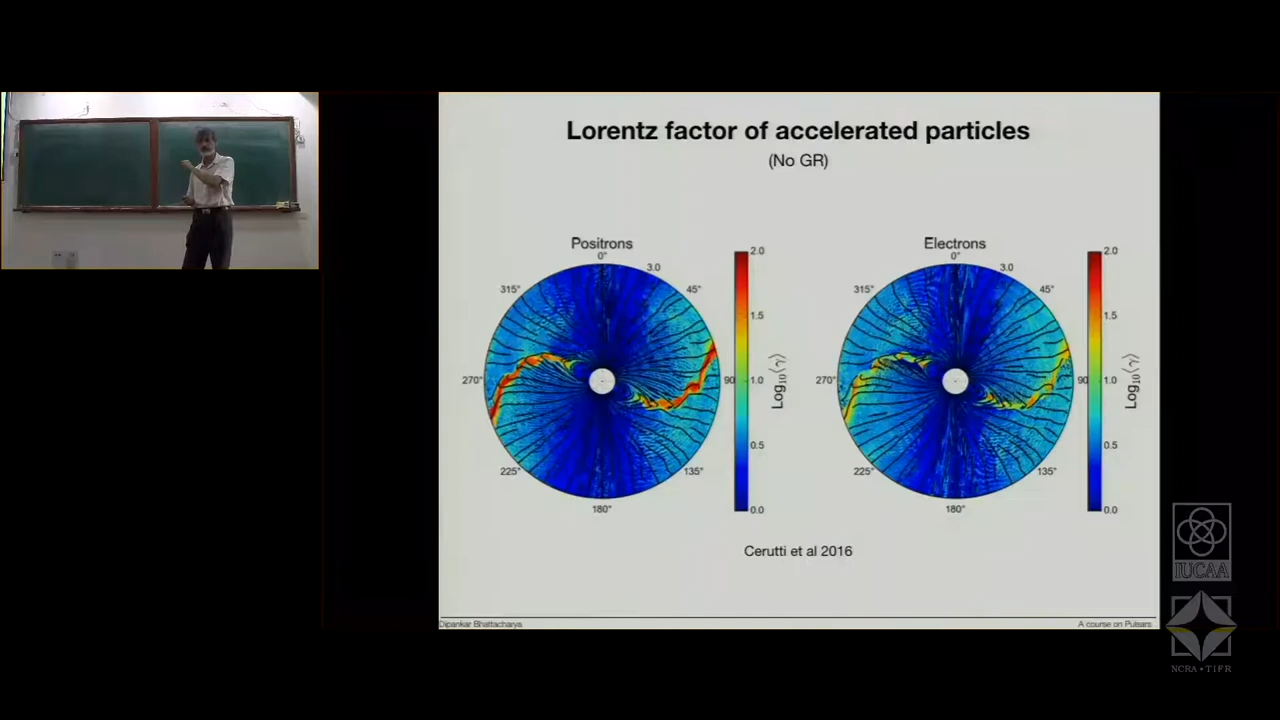 Lorentz factor of accelerated particles
(No GR)
Positrons
0°
3.0
45°
90
135°
180°
225°
270°
315°
2.0
1.5
1.0
0.5
0.0
Log₁₀⟨γ⟩
Electrons
0°
3.0
45°
90
135°
180°
225°
270°
315°
2.0
1.5
1.0
0.5
0.0
Log₁₀⟨γ⟩
Cerutti et al 2016
Dipankar Bhattacharya
A course on Pulsars
IUCAA
NCRA • TIFR